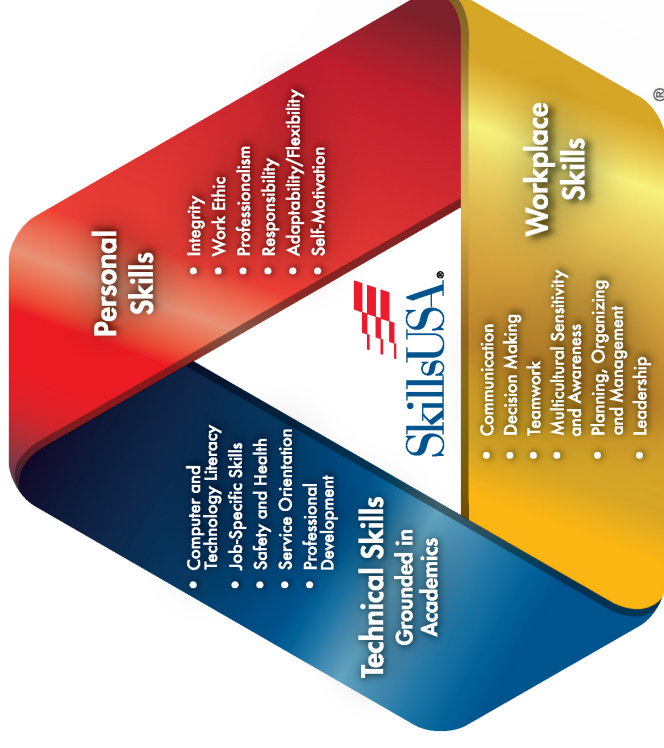 Personal
Skills
• Integrity
• Work Ethic
• Professionalism
• Responsibility
• Adaptability/Flexibility
• Self-Motivation
Workplace
Skills
• Communication
• Decision Making
• Teamwork
• Multicultural Sensitivity
and Awareness
• Planning, Organizing
and Management
• Leadership
• Computer and
Technology Literacy
• Job-Specific Skills
• Safety and Health
• Service Orientation
• Professional
Development
Technical Skills
Grounded in
Academics
SkillsUSA®
®